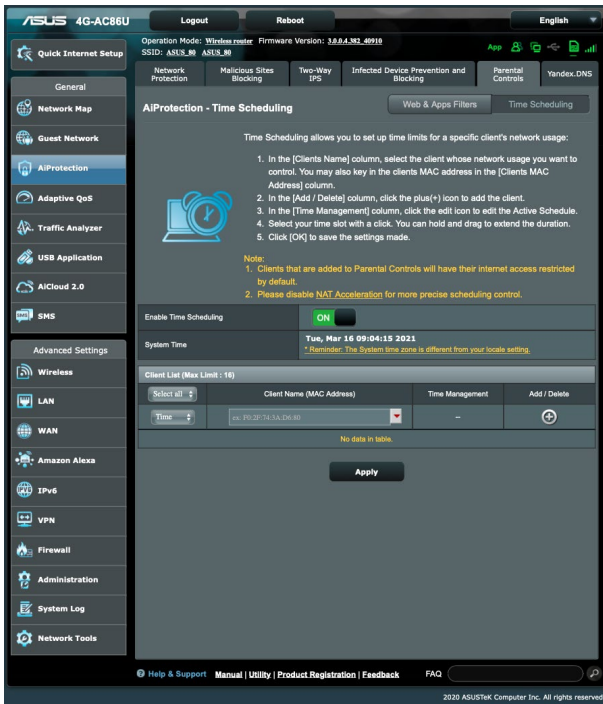 ASUS 4G-AC86U
Logout
Reboot
English
Quick Internet Setup
General
Network Map
Guest Network
AiProtection
Adaptive QoS
Traffic Analyzer
USB Application
AiCloud 2.0
SMS
SMS
Advanced Settings
Wireless
LAN
WAN
Amazon Alexa
IPv6
VPN
Firewall
Administration
System Log
Network Tools
Operation Mode: Wireless router Firmware Version: 3.0.0.4.382_40910
SSID: ASUS_80 ASUS_80
App
Network Protection
Malicious Sites Blocking
Two-Way IPS
Infected Device Prevention and Blocking
Parental Controls
Yandex.DNS
AiProtection - Time Scheduling
Web & Apps Filters
Time Scheduling
Time Scheduling allows you to set up time limits for a specific client's network usage:
1. In the [Clients Name] column, select the client whose network usage you want to
control. You may also key in the clients MAC address in the [Clients MAC
Address] column.
2. In the [Add / Delete] column, click the plus(+) icon to add the client.
3. In the [Time Management] column, click the edit icon to edit the Active Schedule.
4. Select your time slot with a click. You can hold and drag to extend the duration.
5. Click [OK] to save the settings made.
Note:
1. Clients that are added to Parental Controls will have their internet access restricted
by default.
2. Please disable NAT Acceleration for more precise scheduling control.
Enable Time Scheduling
ON
System Time
Tue, Mar 16 09:04:15 2021
* Reminder: The System time zone is different from your locale setting.
Client List (Max Limit : 16)
Select all
Client Name (MAC Address)
Time Management
Add / Delete
Time
ex: F0:2F:74:3A:D6:80
--
No data in table.
Apply
Help & Support
Manual | Utility | Product Registration | Feedback
FAQ
2020 ASUSTeK Computer Inc. All rights reserved